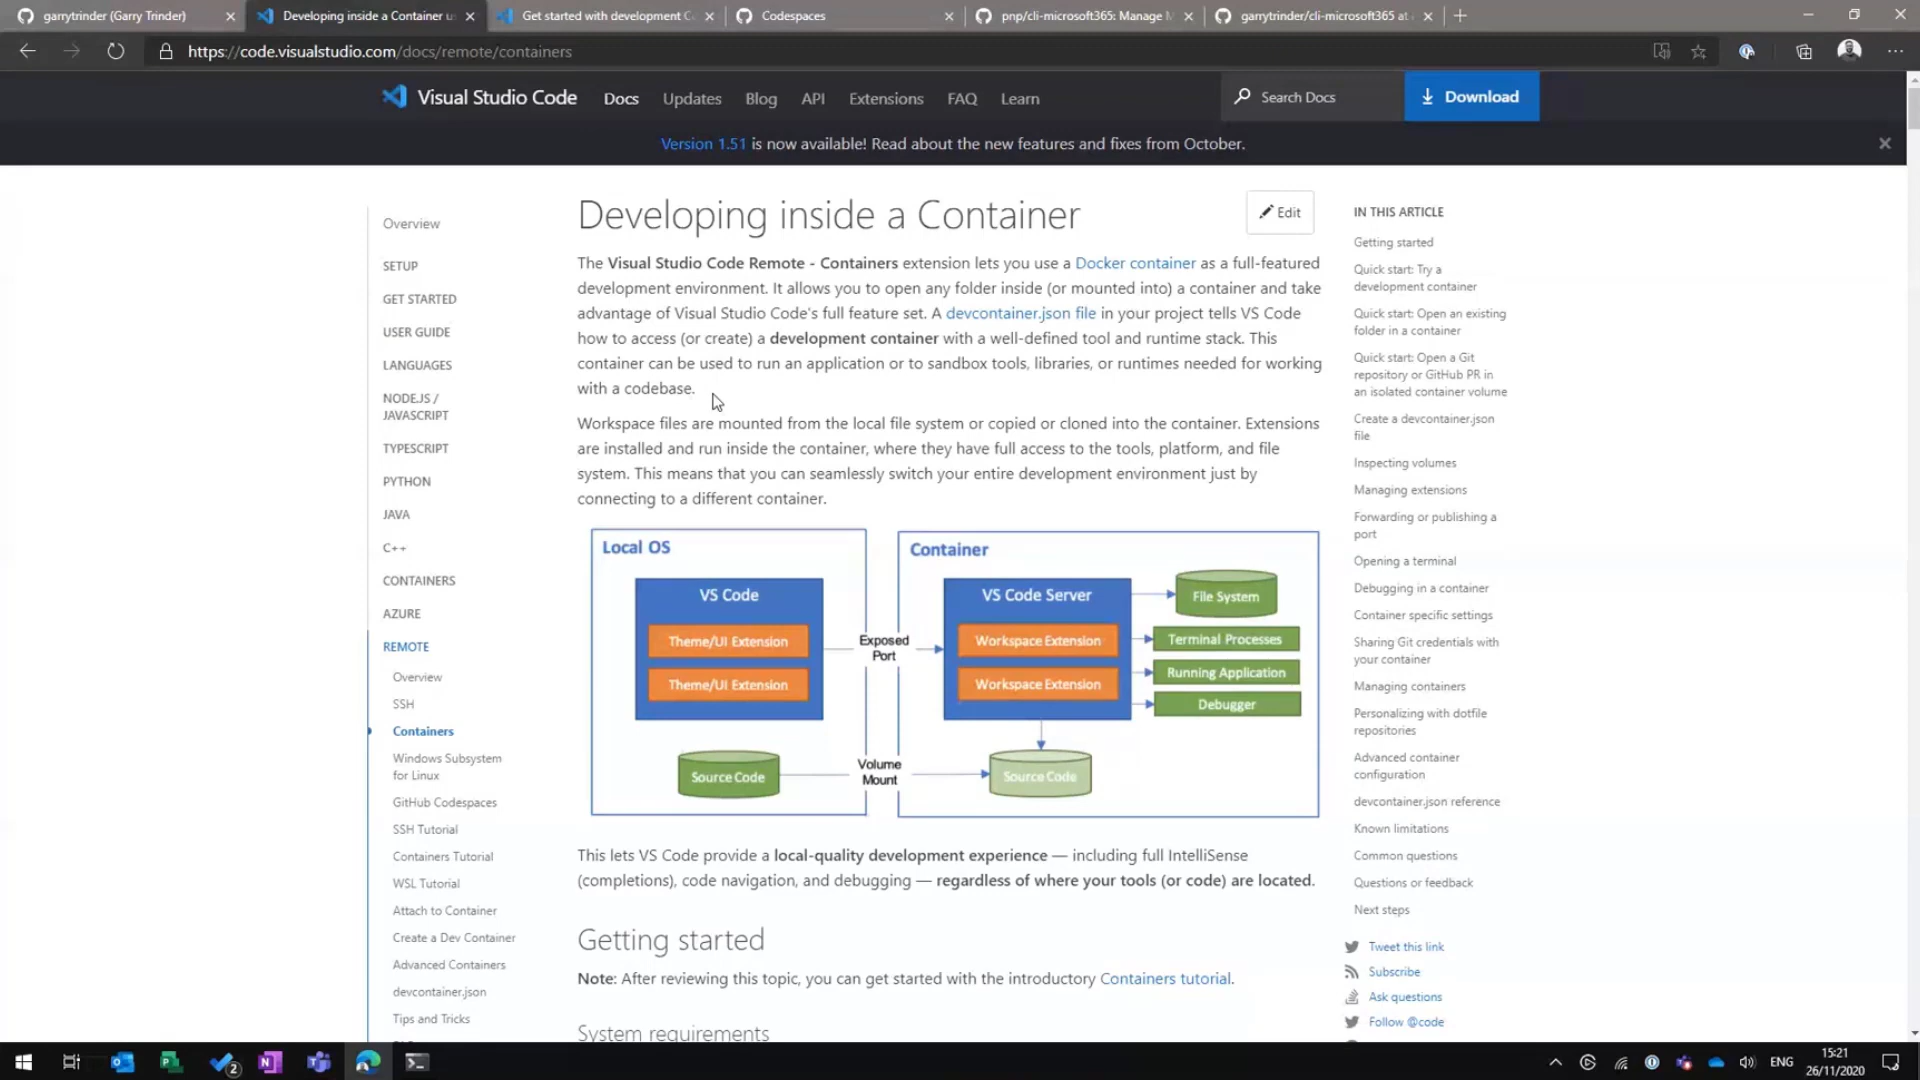 garrytrinder (Garry Trinder)
Developing inside a Container u
Get started with development C
Codespaces
pnp/cli-microsoft365: Manage M
garrytrinder/cli-microsoft365 at
https://code.visualstudio.com/docs/remote/containers
Visual Studio Code
Docs
Updates
Blog
API
Extensions
FAQ
Learn
Search Docs
Download
Version 1.51 is now available! Read about the new features and fixes from October.
Overview
SETUP
GET STARTED
USER GUIDE
LANGUAGES
NODE.JS /
JAVASCRIPT
TYPESCRIPT
PYTHON
JAVA
C++
CONTAINERS
AZURE
REMOTE
Overview
SSH
Containers
Windows Subsystem
for Linux
GitHub Codespaces
SSH Tutorial
Containers Tutorial
WSL Tutorial
Attach to Container
Create a Dev Container
Advanced Containers
devcontainer.json
Tips and Tricks
Developing inside a Container
Edit
The Visual Studio Code Remote - Containers extension lets you use a Docker container as a full-featured
development environment. It allows you to open any folder inside (or mounted into) a container and take
advantage of Visual Studio Code's full feature set. A devcontainer.json file in your project tells VS Code
how to access (or create) a development container with a well-defined tool and runtime stack. This
container can be used to run an application or to sandbox tools, libraries, or runtimes needed for working
with a codebase.
Workspace files are mounted from the local file system or copied or cloned into the container. Extensions
are installed and run inside the container, where they have full access to the tools, platform, and file
system. This means that you can seamlessly switch your entire development environment just by
connecting to a different container.
Local OS
VS Code
Theme/UI Extension
Theme/UI Extension
Source Code
Exposed
Port
Volume
Mount
Container
VS Code Server
Workspace Extension
Workspace Extension
File System
Terminal Processes
Running Application
Debugger
Source Code
This lets VS Code provide a local-quality development experience — including full IntelliSense
(completions), code navigation, and debugging — regardless of where your tools (or code) are located.
Getting started
Note: After reviewing this topic, you can get started with the introductory Containers tutorial.
System requirements
IN THIS ARTICLE
Getting started
Quick start: Try a
development container
Quick start: Open an existing
folder in a container
Quick start: Open a Git
repository or GitHub PR in
an isolated container volume
Create a devcontainer.json
file
Inspecting volumes
Managing extensions
Forwarding or publishing a
port
Opening a terminal
Debugging in a container
Container specific settings
Sharing Git credentials with
your container
Managing containers
Personalizing with dotfile
repositories
Advanced container
configuration
devcontainer.json reference
Known limitations
Common questions
Questions or feedback
Next steps
Tweet this link
Subscribe
Ask questions
Follow @code
2
ENG
15:21
26/11/2020